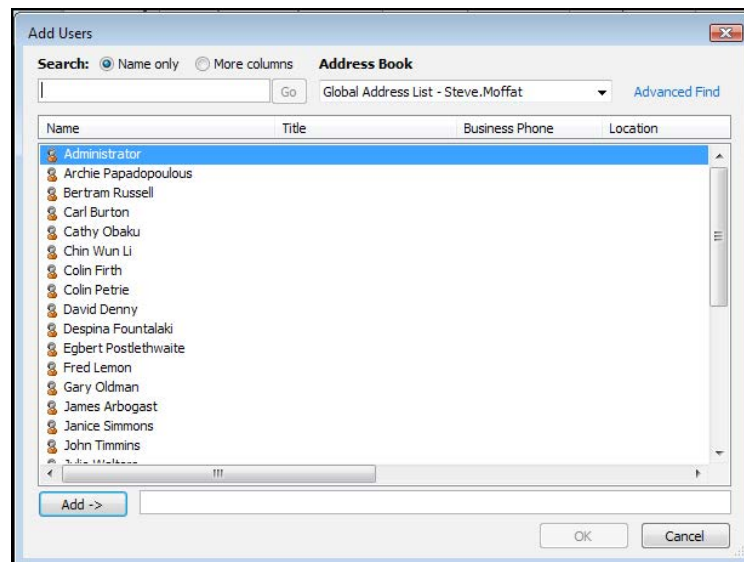 Add Users
Search: Name only More columns Address Book
Go Global Address List - Steve.Moffat Advanced Find
Name Title Business Phone Location
Administrator
Archie Papadopoulous
Bertram Russell
Carl Burton
Cathy Obaku
Chin Wun Li
Colin Firth
Colin Petrie
David Denny
Despina Fountalaki
Egbert Postlethwaite
Fred Lemon
Gary Oldman
James Arbogast
Janice Simmons
John Timmins
Add ->
OK Cancel